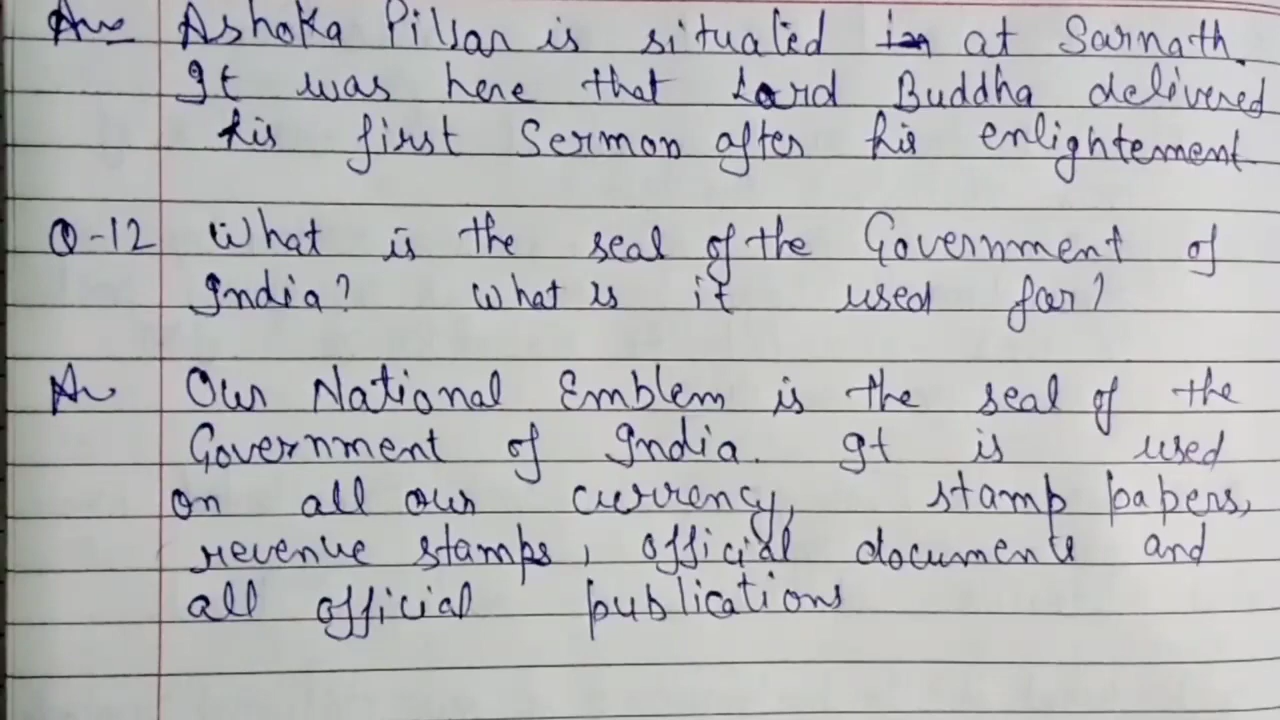 Ans Ashoka Pillar is situated in at Sarnath.
It was here that Lord Buddha delivered
his first Sermon after his enlightement
Q-12 What is the seal of the Government of
India? What is it used for?
An Our National Emblem is the seal of the
Government of India. It is used
on all our currency, stamp papers,
revenue stamps, official documents and
all official publications